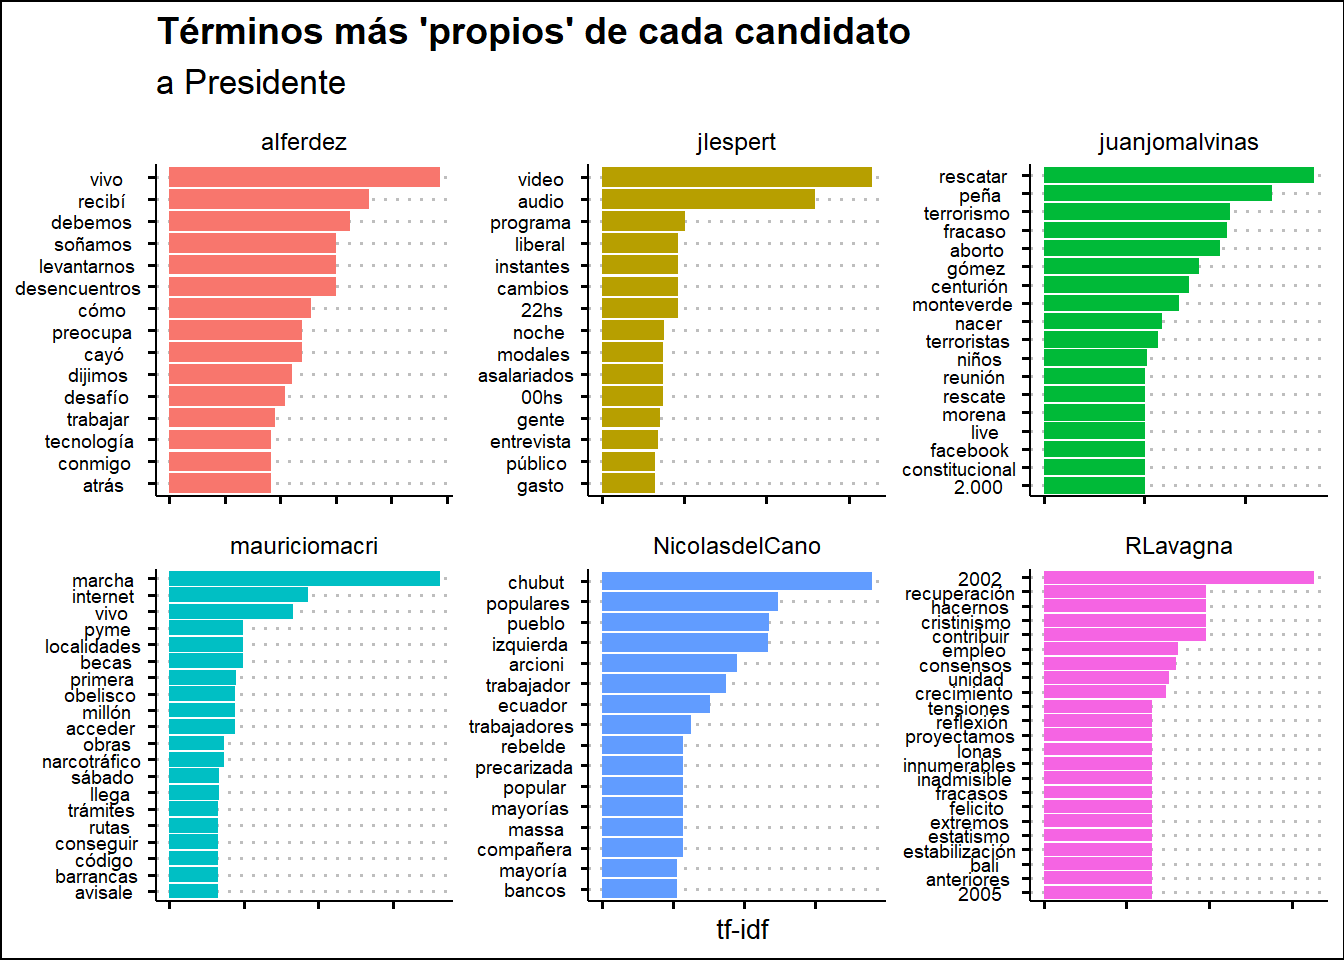 Términos más 'propios' de cada candidato
a Presidente
alferdez
vivo
recibí
debemos
soñamos
levantarnos
desencuentros
cómo
preocupa
cayó
dijimos
desafío
trabajar
tecnología
conmigo
atrás
jlespert
video
audio
programa
liberal
instantes
cambios
22hs
noche
modales
asalariados
00hs
gente
entrevista
público
gasto
juanjomalvinas
rescatar
peña
terrorismo
fracaso
aborto
gómez
centurión
monteverde
nacer
terroristas
niños
reunión
rescate
morena
live
facebook
constitucional
2.000
mauriciomacri
marcha
internet
vivo
pyme
localidades
becas
primera
obelisco
millón
acceder
obras
narcotráfico
sábado
llega
trámites
rutas
conseguir
código
barrancas
avisale
NicolasdelCano
chubut
populares
pueblo
izquierda
arcioni
trabajador
ecuador
trabajadores
rebelde
precarizada
popular
mayorías
massa
compañera
mayoría
bancos
RLavagna
2002
recuperación
hacernos
cristinismo
contribuir
empleo
consensos
unidad
crecimiento
tensiones
reflexión
proyectamos
lonas
innumerables
inadmisible
fracasos
felicito
extremos
estatismo
estabilización
bali
anteriores
2005
tf-idf